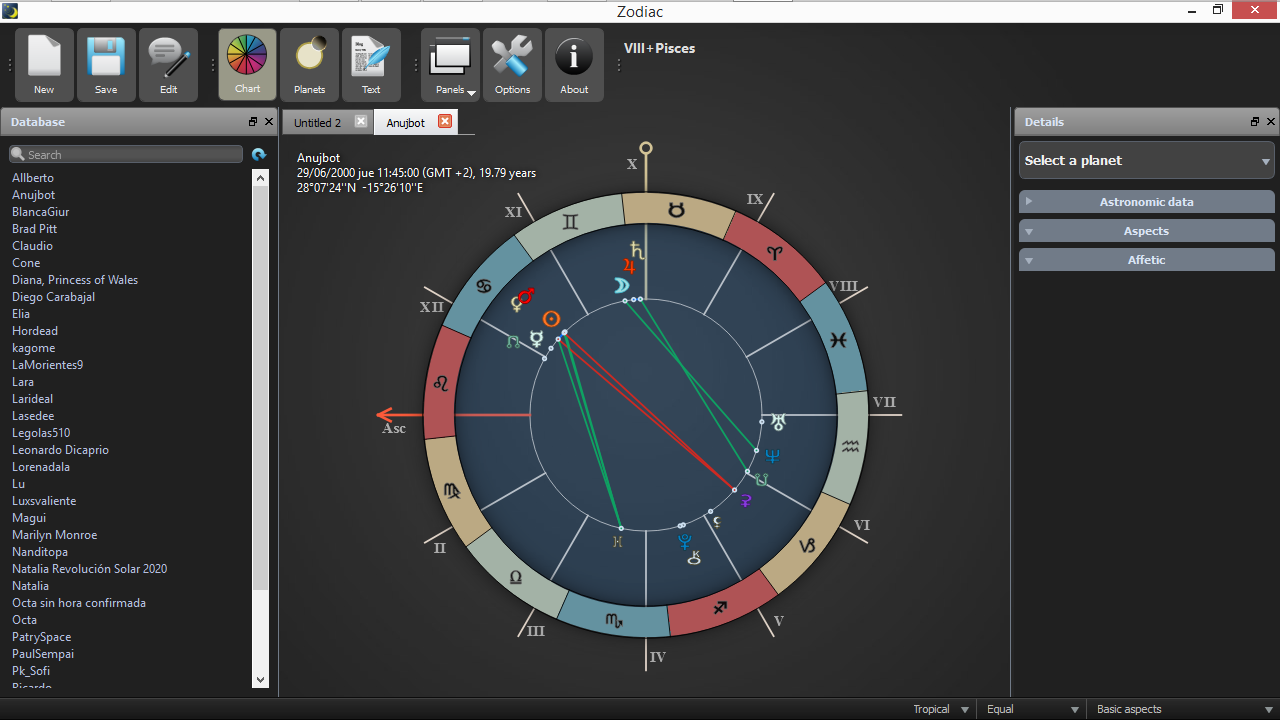 Zodiac
New
Save
Edit
Chart
Planets
Text
Panels
Options
About
VIII+Pisces
Database
Search
Allberto
Anujbot
BlancaGiur
Brad Pitt
Claudio
Cone
Diana, Princess of Wales
Diego Carabajal
Elia
Hordead
kagome
LaMorientes9
Lara
Larideal
Lasedee
Legolas510
Leonardo Dicaprio
Lorenadala
Lu
Luxsvaliente
Magui
Marilyn Monroe
Nanditopa
Natalia Revolución Solar 2020
Natalia
Octa sin hora confirmada
Octa
PatrySpace
PaulSempai
Pk_Sofi
Ricardo
Untitled 2
Anujbot
Anujbot
29/06/2000 jue 11:45:00 (GMT +2), 19.79 years
28°07'24''N -15°26'10''E
X
IX
XI
VIII
XII
VII
Asc
VI
II
V
III
IV
Details
Select a planet
Astronomic data
Aspects
Affetic
Tropical
Equal
Basic aspects